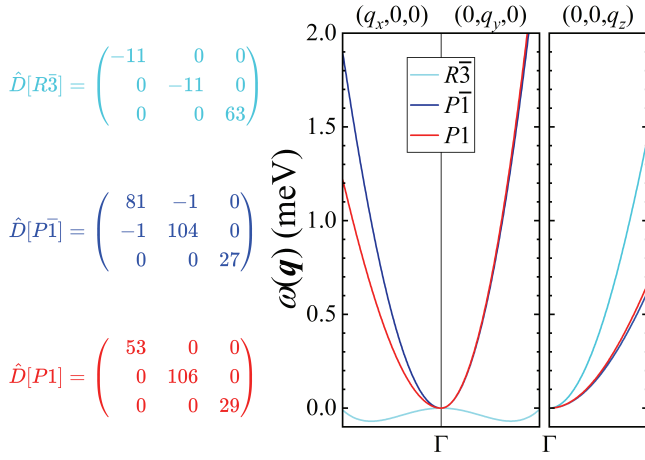 (qₓ,0,0) (0,q_y,0) (0,0,q_z)
D̂[R3̅] = ( −11 0 0
0 −11 0
0 0 63 )
D̂[P1̅] = ( 81 −1 0
−1 104 0
0 0 27 )
D̂[P1] = ( 53 0 0
0 106 0
0 0 29 )
ω(q) (meV)
2.0
1.5
1.0
0.5
0.0
R3̅
P1̅
P1
Γ Γ